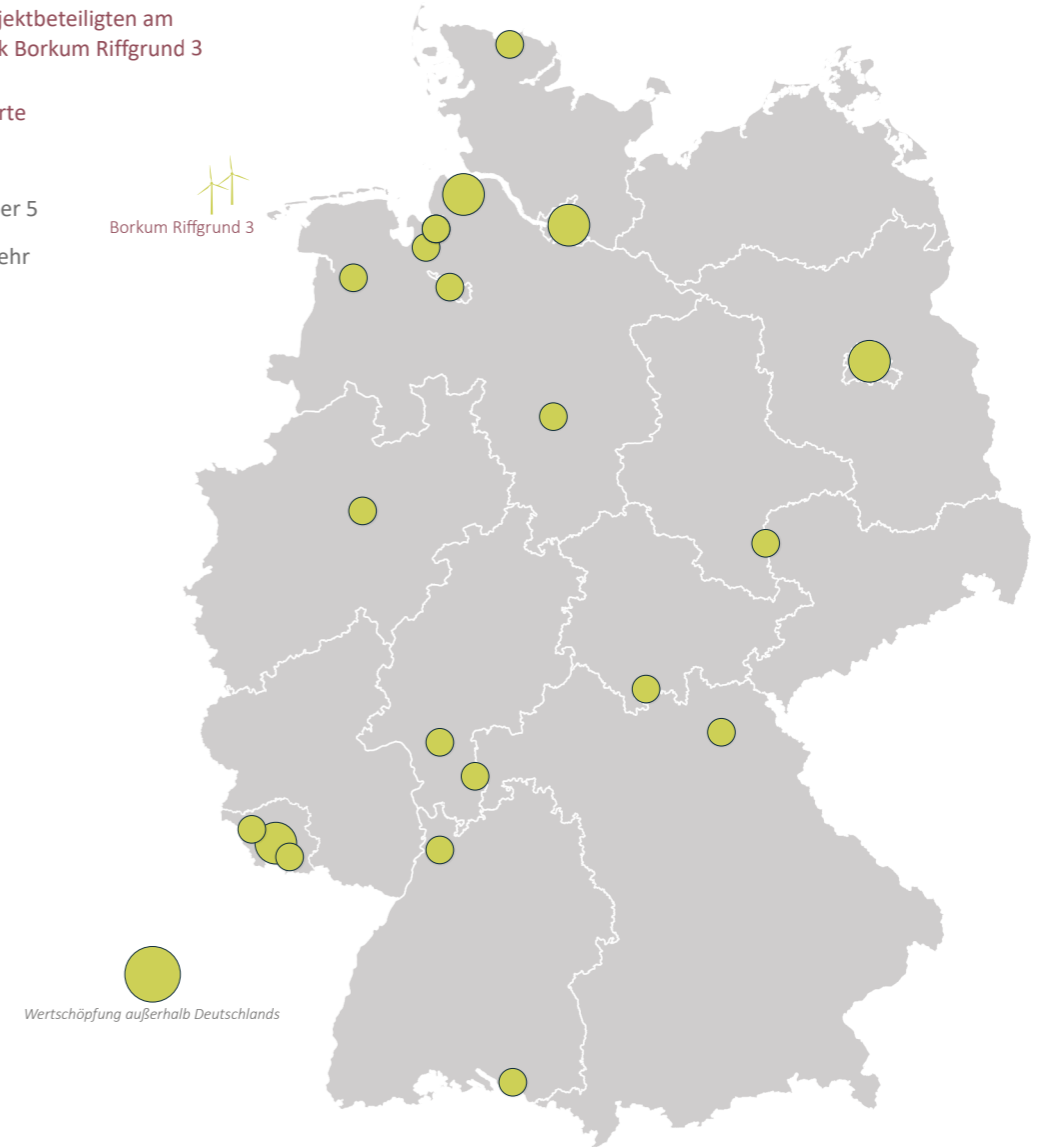 jektbeteiligten am
k Borkum Riffgrund 3
rte
er 5
ehr
Borkum Riffgrund 3
Wertschöpfung außerhalb Deutschlands